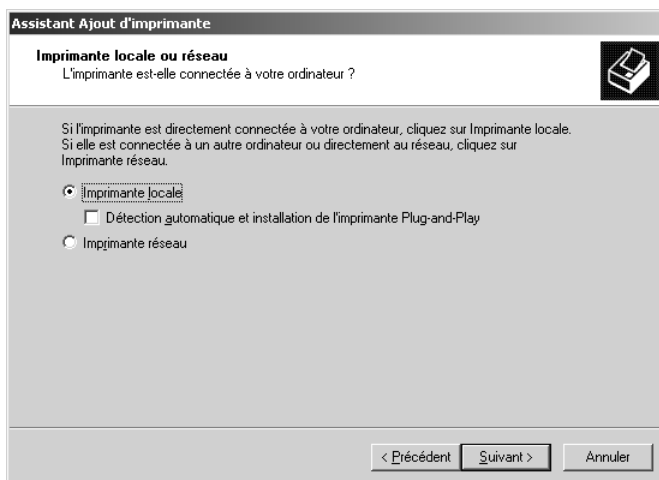 Assistant Ajout d'imprimante
Imprimante locale ou réseau
L'imprimante est-elle connectée à votre ordinateur ?
Si l'imprimante est directement connectée à votre ordinateur, cliquez sur Imprimante locale.
Si elle est connectée à un autre ordinateur ou directement au réseau, cliquez sur
Imprimante réseau.
Imprimante locale
Détection automatique et installation de l'imprimante Plug-and-Play
Imprimante réseau
< Précédent Suivant > Annuler